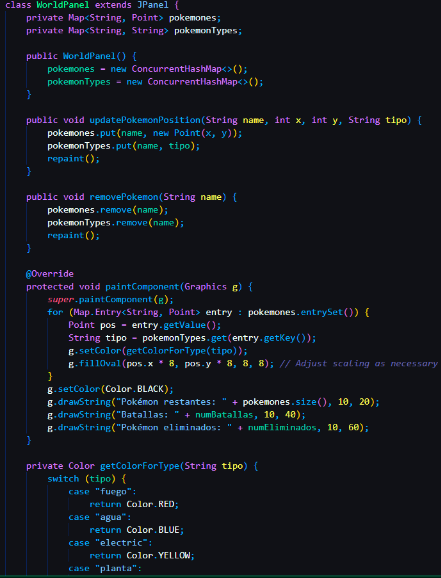 class WorldPanel extends JPanel {
    private Map<String, Point> pokemones;
    private Map<String, String> pokemonTypes;

    public WorldPanel() {
        pokemones = new ConcurrentHashMap<>();
        pokemonTypes = new ConcurrentHashMap<>();
    }

    public void updatePokemonPosition(String name, int x, int y, String tipo) {
        pokemones.put(name, new Point(x, y));
        pokemonTypes.put(name, tipo);
        repaint();
    }

    public void removePokemon(String name) {
        pokemones.remove(name);
        pokemonTypes.remove(name);
        repaint();
    }

    @Override
    protected void paintComponent(Graphics g) {
        super.paintComponent(g);
        for (Map.Entry<String, Point> entry : pokemones.entrySet()) {
            Point pos = entry.getValue();
            String tipo = pokemonTypes.get(entry.getKey());
            g.setColor(getColorForType(tipo));
            g.fillOval(pos.x * 8, pos.y * 8, 8, 8); // Adjust scaling as necessary
        }
        g.setColor(Color.BLACK);
        g.drawString("Pokémon restantes: " + pokemones.size(), 10, 20);
        g.drawString("Batallas: " + numBatallas, 10, 40);
        g.drawString("Pokémon eliminados: " + numEliminados, 10, 60);
    }

    private Color getColorForType(String tipo) {
        switch (tipo) {
            case "fuego":
                return Color.RED;
            case "agua":
                return Color.BLUE;
            case "electric":
                return Color.YELLOW;
            case "planta":